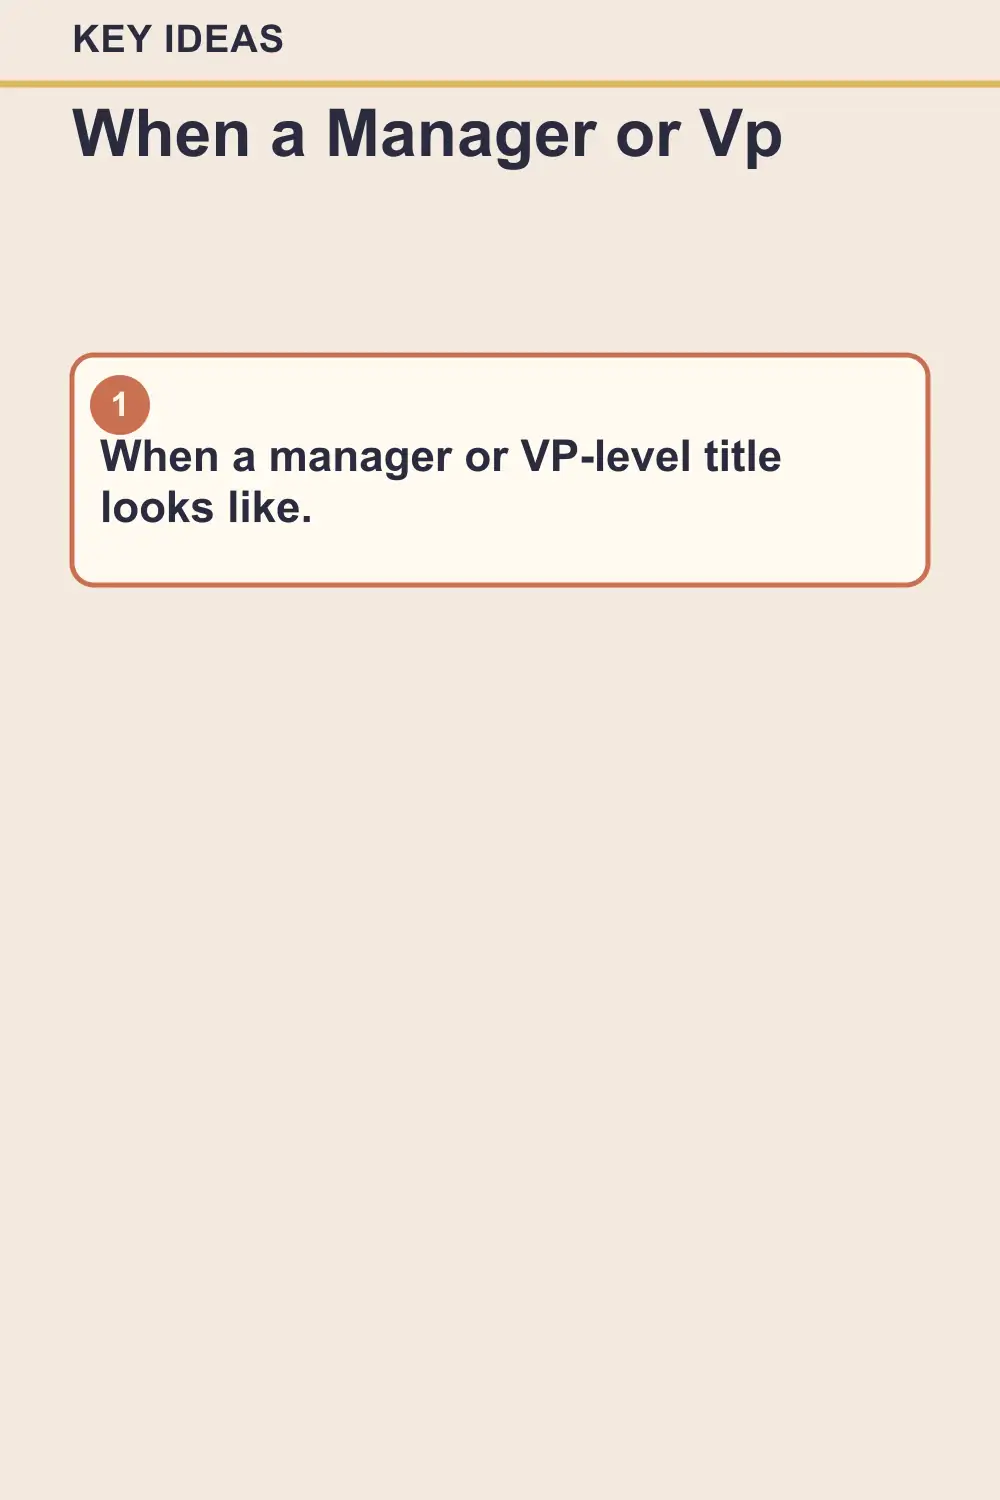 KEY IDEAS
When a Manager or Vp
1
When a manager or VP-level title
looks like.